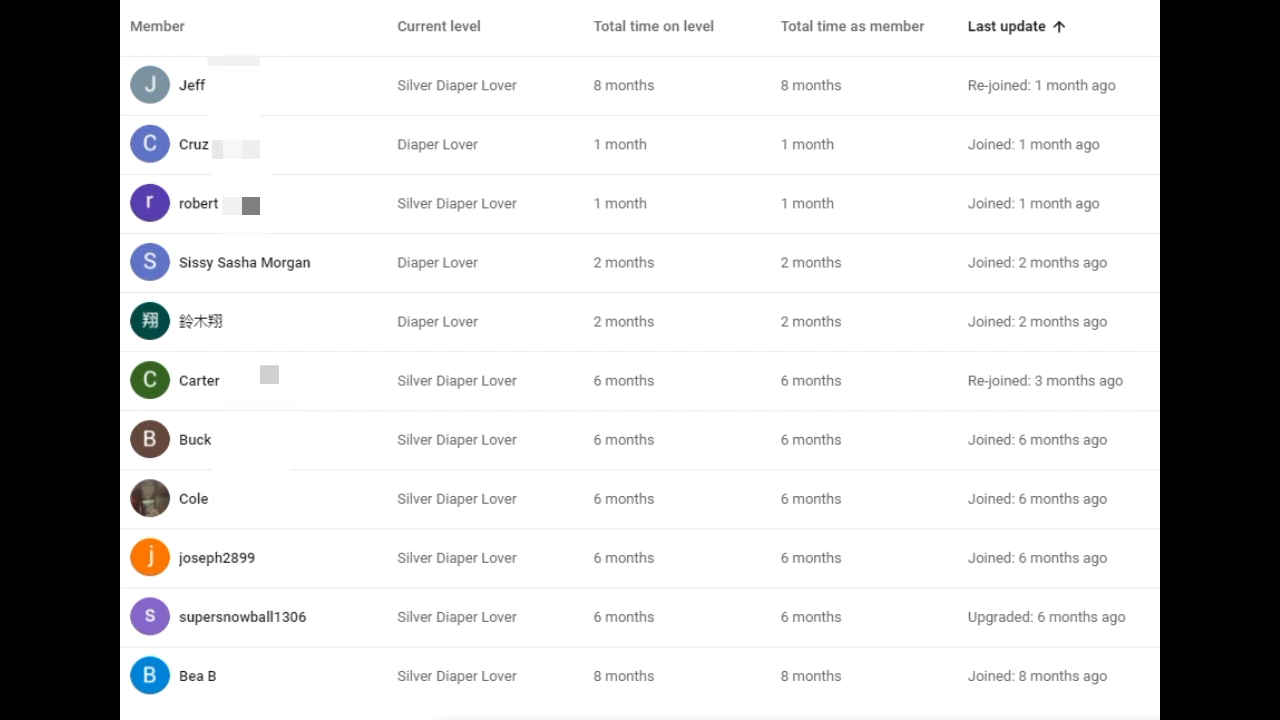 Member Current level Total time on level Total time as member Last update ↑
J Jeff Silver Diaper Lover 8 months 8 months Re-joined: 1 month ago
C Cruz Diaper Lover 1 month 1 month Joined: 1 month ago
r robert Silver Diaper Lover 1 month 1 month Joined: 1 month ago
S Sissy Sasha Morgan Diaper Lover 2 months 2 months Joined: 2 months ago
翔 鈴木翔 Diaper Lover 2 months 2 months Joined: 2 months ago
C Carter Silver Diaper Lover 6 months 6 months Re-joined: 3 months ago
B Buck Silver Diaper Lover 6 months 6 months Joined: 6 months ago
Cole Silver Diaper Lover 6 months 6 months Joined: 6 months ago
j joseph2899 Silver Diaper Lover 6 months 6 months Joined: 6 months ago
s supersnowball1306 Silver Diaper Lover 6 months 6 months Upgraded: 6 months ago
B Bea B Silver Diaper Lover 8 months 8 months Joined: 8 months ago